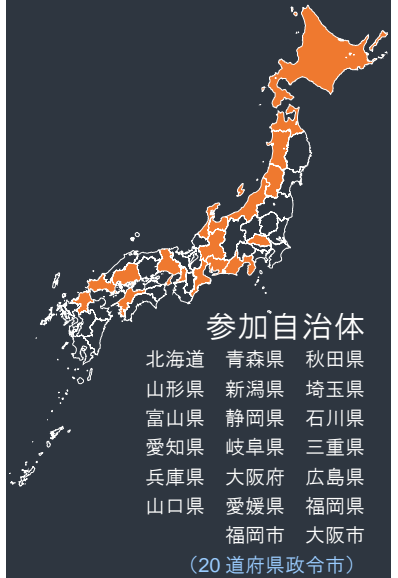 参加自治体
北海道 青森県 秋田県
山形県 新潟県 埼玉県
富山県 静岡県 石川県
愛知県 岐阜県 三重県
兵庫県 大阪府 広島県
山口県 愛媛県 福岡県
福岡市 大阪市
（20 道府県政令市）